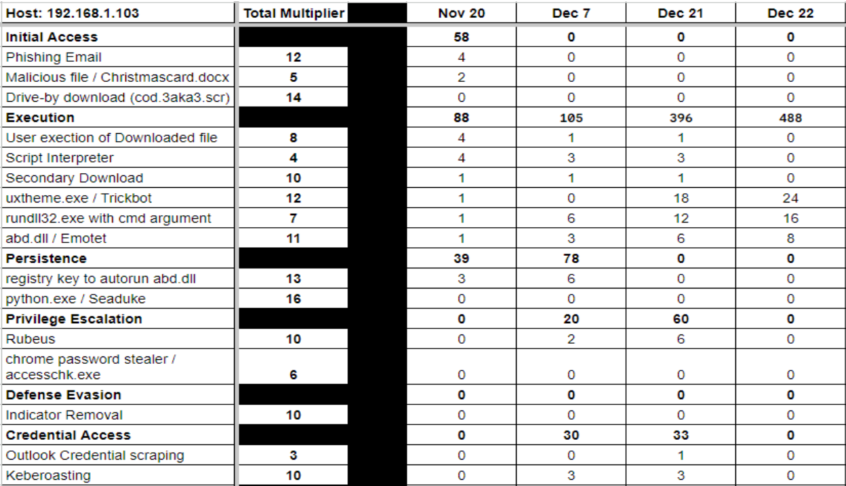 Host: 192.168.1.103 Total Multiplier Nov 20 Dec 7 Dec 21 Dec 22
Initial Access 58 0 0 0
Phishing Email 12 4 0 0 0
Malicious file / Christmascard.docx 5 2 0 0 0
Drive-by download (cod.3aka3.scr) 14 0 0 0 0
Execution 88 105 396 488
User exection of Downloaded file 8 4 1 1 0
Script Interpreter 4 4 3 3 0
Secondary Download 10 1 1 1 0
uxtheme.exe / Trickbot 12 1 0 18 24
rundll32.exe with cmd argument 7 1 6 12 16
abd.dll / Emotet 11 1 3 6 8
Persistence 39 78 0 0
registry key to autorun abd.dll 13 3 6 0 0
python.exe / Seaduke 16 0 0 0 0
Privilege Escalation 0 20 60 0
Rubeus 10 0 2 6 0
chrome password stealer /
accesschk.exe 6 0 0 0 0
Defense Evasion 0 0 0 0
Indicator Removal 10 0 0 0 0
Credential Access 0 30 33 0
Outlook Credential scraping 3 0 0 1 0
Keberoasting 10 0 3 3 0